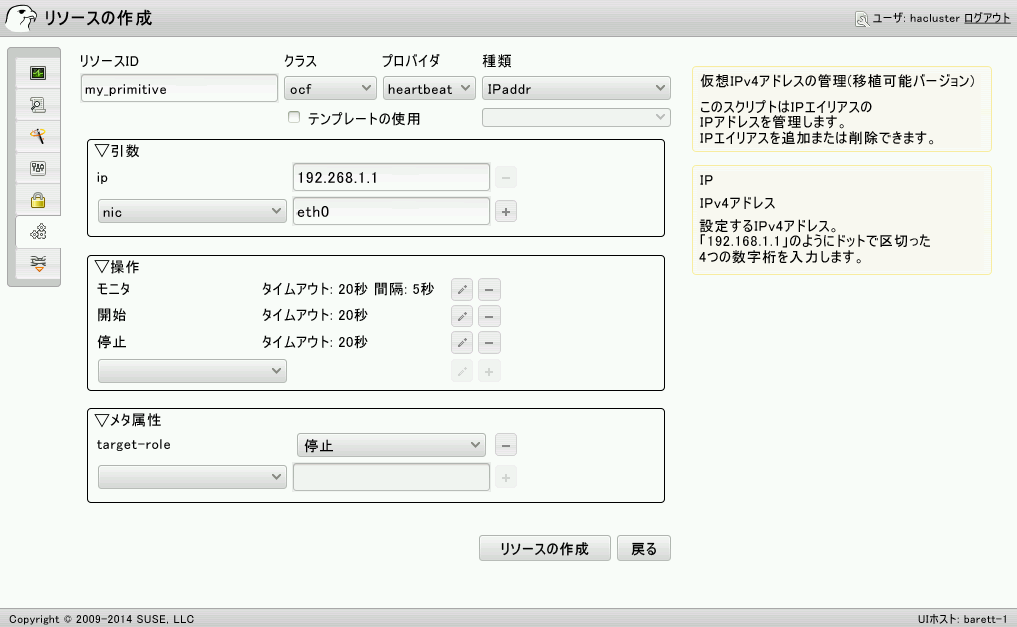 リソースの作成
ユーザ: hacluster ログアウト
リソースID クラス プロバイダ 種類
my_primitive ocf heartbeat IPaddr
テンプレートの使用
▽引数
ip 192.168.1.1
nic eth0
▽操作
モニタ タイムアウト: 20秒 間隔: 5秒
開始 タイムアウト: 20秒
停止 タイムアウト: 20秒
▽メタ属性
target-role 停止
リソースの作成 戻る
仮想IPv4アドレスの管理(移植可能バージョン)
このスクリプトはIPエイリアスの
IPアドレスを管理します。
IPエイリアスを追加または削除できます。
IP
IPv4アドレス
設定するIPv4アドレス。
「192.168.1.1」のようにドットで区切った
4つの数字桁を入力します。
Copyright © 2009-2014 SUSE, LLC
UIホスト: barett-1